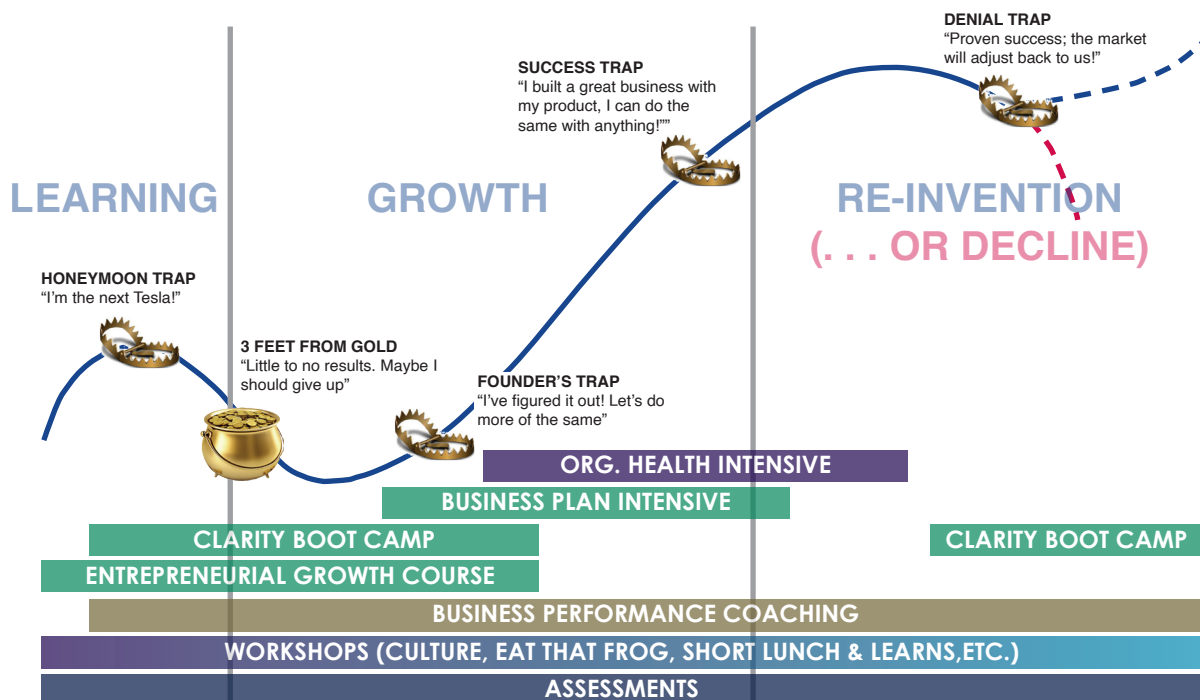 DENIAL TRAP
“Proven success; the market
will adjust back to us!”
SUCCESS TRAP
“I built a great business with
my product, I can do the
same with anything!””
LEARNING
GROWTH
RE-INVENTION
(. . . OR DECLINE)
HONEYMOON TRAP
“I’m the next Tesla!”
3 FEET FROM GOLD
“Little to no results. Maybe I
should give up”
FOUNDER’S TRAP
“I’ve figured it out! Let’s do
more of the same”
ORG. HEALTH INTENSIVE
BUSINESS PLAN INTENSIVE
CLARITY BOOT CAMP
CLARITY BOOT CAMP
ENTREPRENEURIAL GROWTH COURSE
BUSINESS PERFORMANCE COACHING
WORKSHOPS (CULTURE, EAT THAT FROG, SHORT LUNCH & LEARNS,ETC.)
ASSESSMENTS